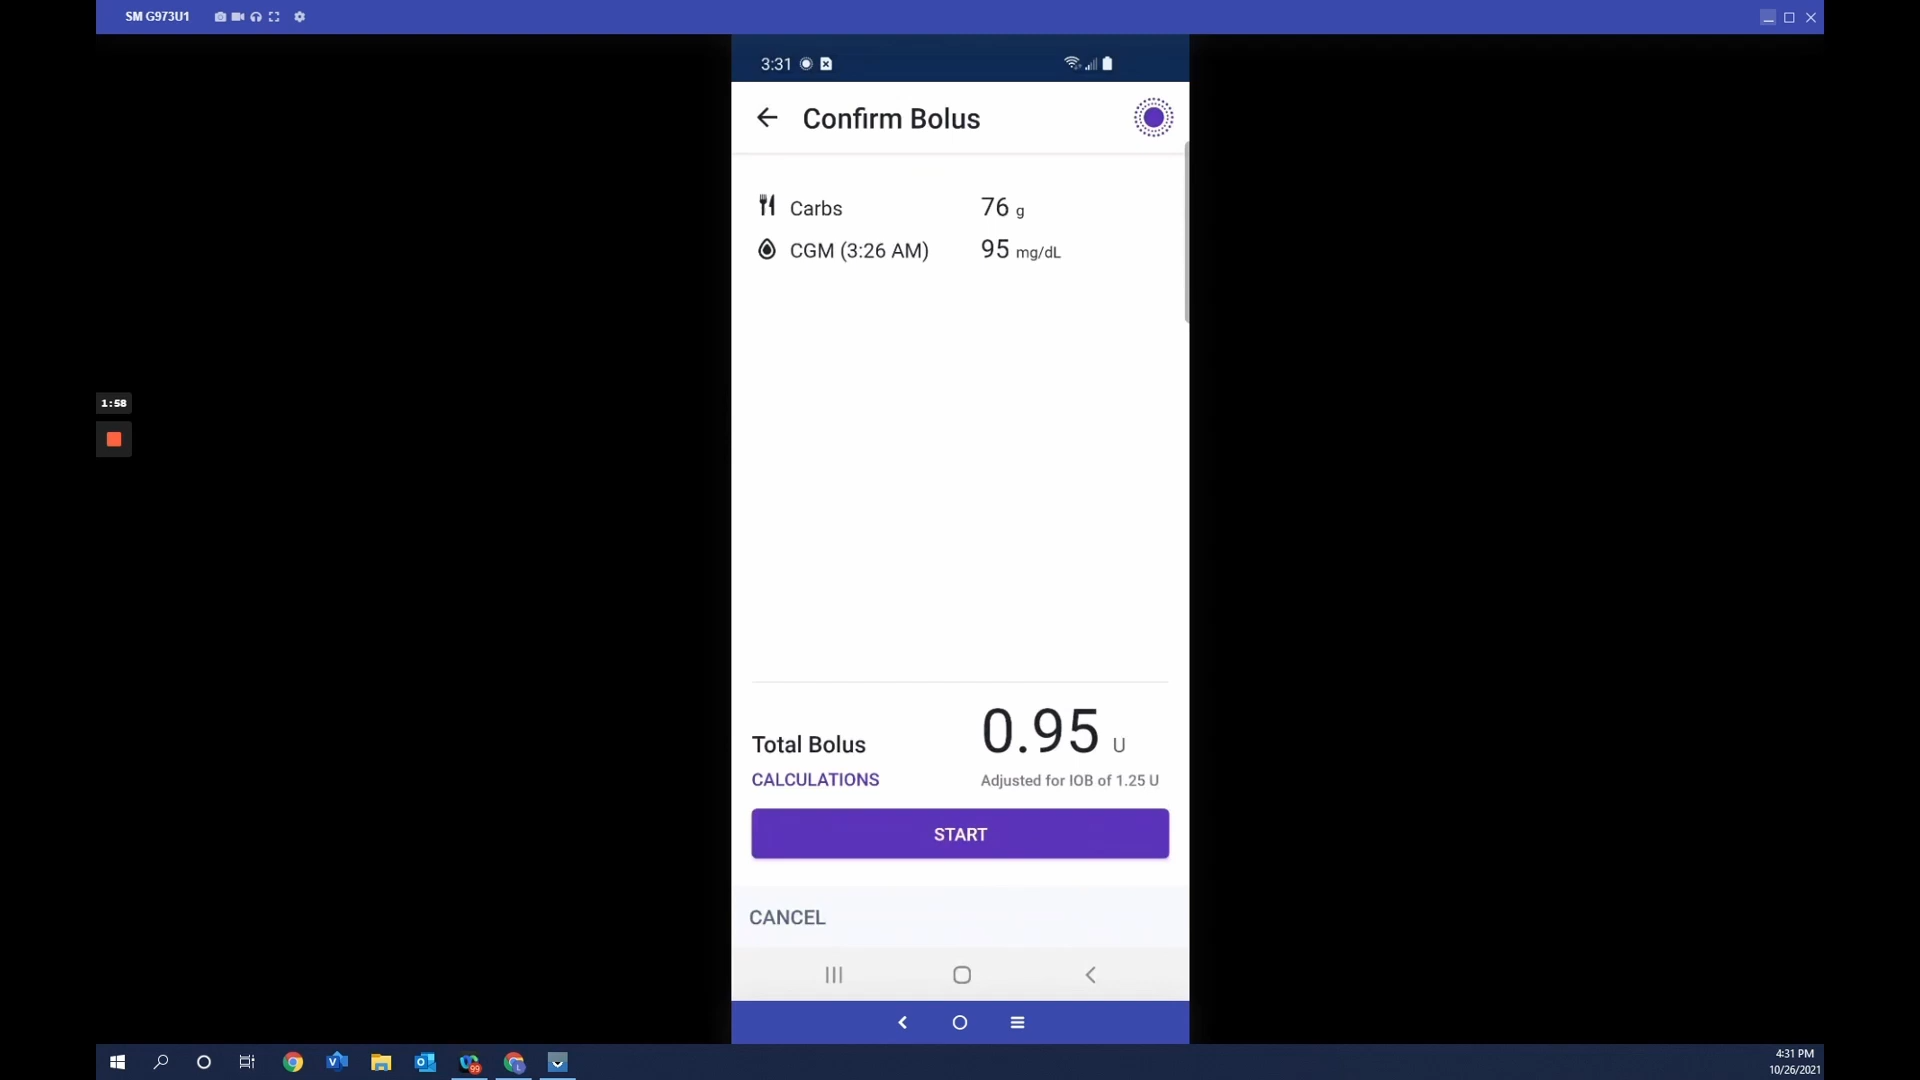 SM G973U1
3:31
Confirm Bolus
Carbs 76 g
CGM (3:26 AM) 95 mg/dL
1:58
Total Bolus 0.95 U
CALCULATIONS Adjusted for IOB of 1.25 U
START
CANCEL
99
L
4:31 PM
10/26/2021